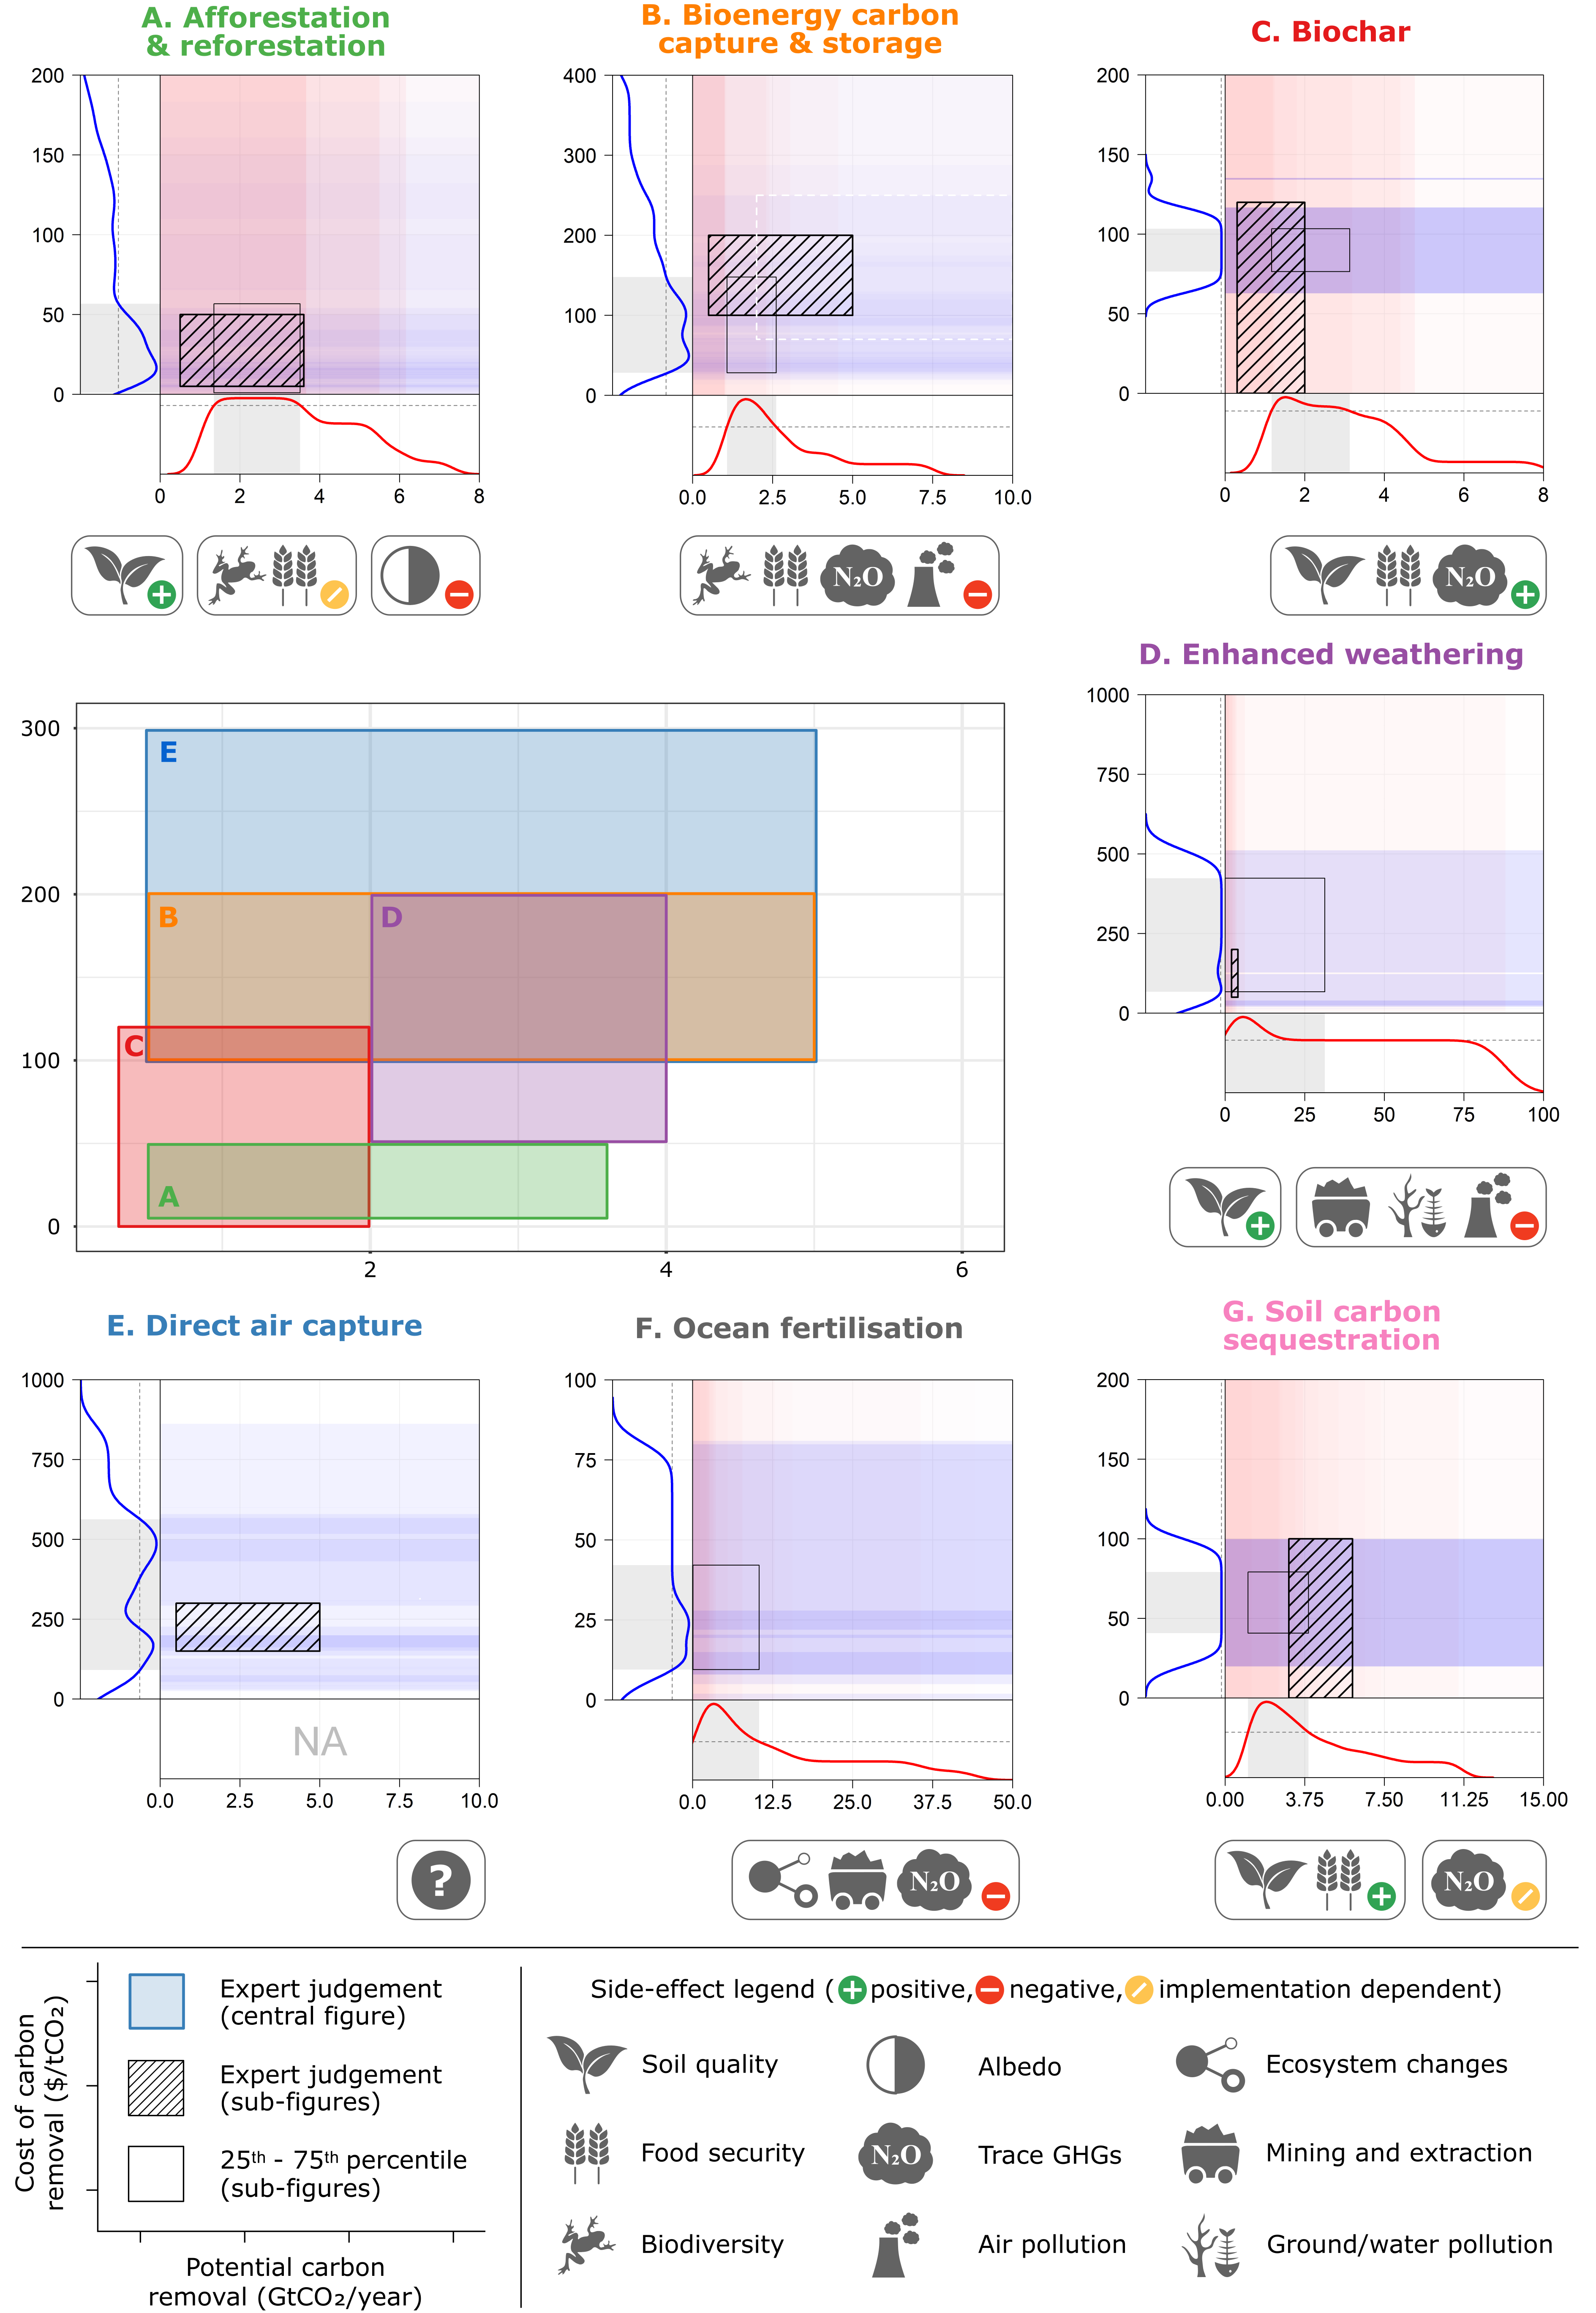 A. Afforestation
& reforestation
200
150
100
50
0
0 2 4 6 8
B. Bioenergy carbon
capture & storage
400
300
200
100
0
0.0 2.5 5.0 7.5 10.0
N₂O
C. Biochar
200
150
100
50
0
0 2 4 6 8
N₂O
300
200
100
0
E
B
D
C
A
2 4 6
D. Enhanced weathering
1000
750
500
250
0
0 25 50 75 100
E. Direct air capture
1000
750
500
250
0
NA
0.0 2.5 5.0 7.5 10.0
?
F. Ocean fertilisation
100
75
50
25
0
0.0 12.5 25.0 37.5 50.0
N₂O
G. Soil carbon
sequestration
200
150
100
50
0
0.00 3.75 7.50 11.25 15.00
N₂O
Cost of carbon
removal ($/tCO₂)
Expert judgement
(central figure)
Expert judgement
(sub-figures)
25th - 75th percentile
(sub-figures)
Potential carbon
removal (GtCO₂/year)
Side-effect legend ( positive, negative, implementation dependent)
Soil quality
Albedo
Ecosystem changes
Food security
N₂O
Trace GHGs
Mining and extraction
Biodiversity
Air pollution
Ground/water pollution